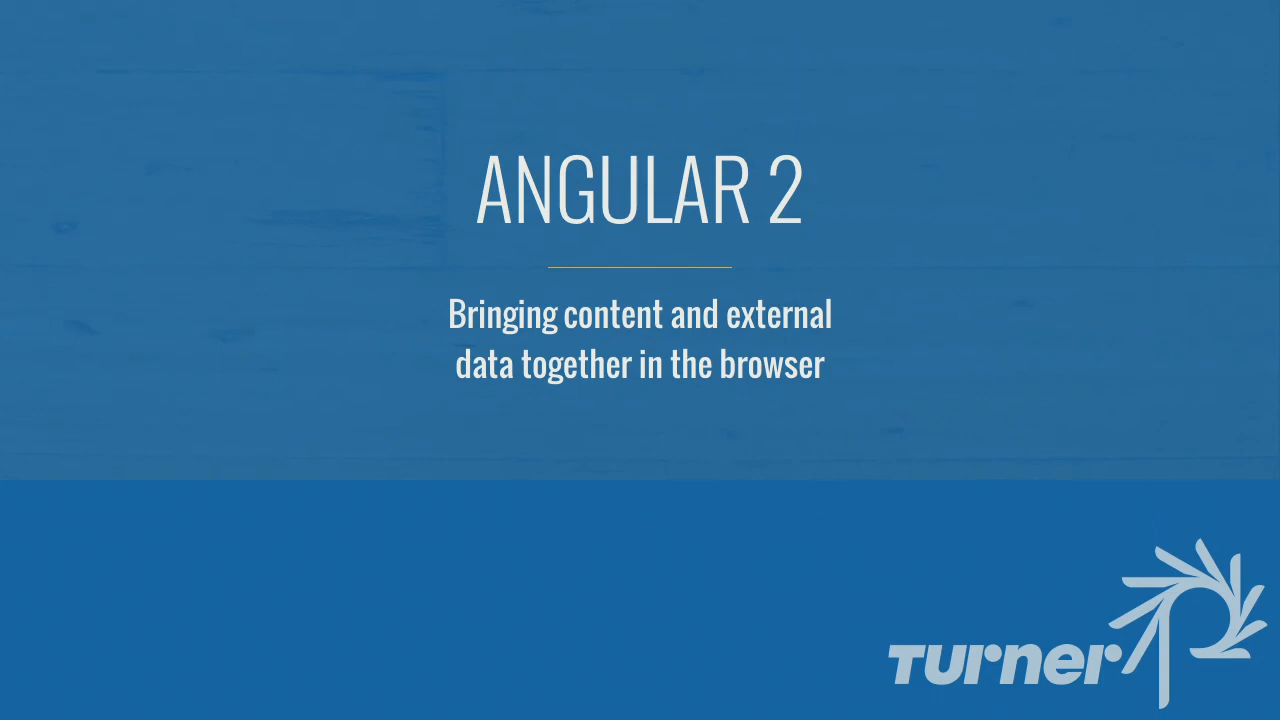 ANGULAR 2
Bringing content and external
data together in the browser
Turner